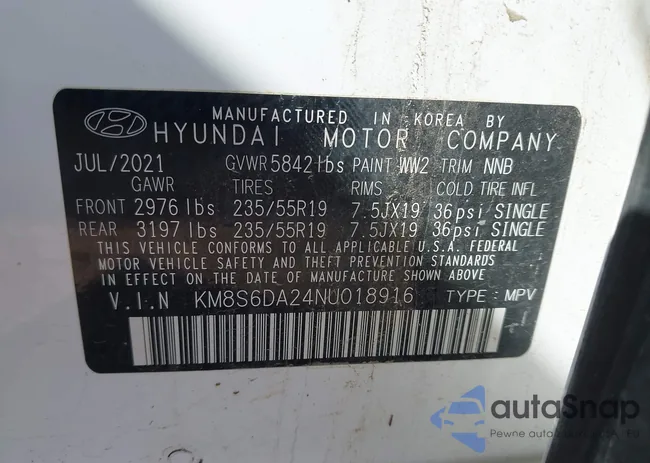 MANUFACTURED IN KOREA BY
HYUNDAI MOTOR COMPANY
JUL/2021 GVWR 5842 lbs PAINT WW2 TRIM NNB
GAWR TIRES RIMS COLD TIRE INFL
FRONT 2976 lbs 235/55R19 7.5JX19 36psi SINGLE
REAR 3197 lbs 235/55R19 7.5JX19 36psi SINGLE
THIS VEHICLE CONFORMS TO ALL APPLICABLE U.S.A. FEDERAL
MOTOR VEHICLE SAFETY AND THEFT PREVENTION STANDARDS
IN EFFECT ON THE DATE OF MANUFACTURE SHOWN ABOVE.
V.I.N KM8S6DA24NU018916 TYPE : MPV
autoSnap
Pewne auto